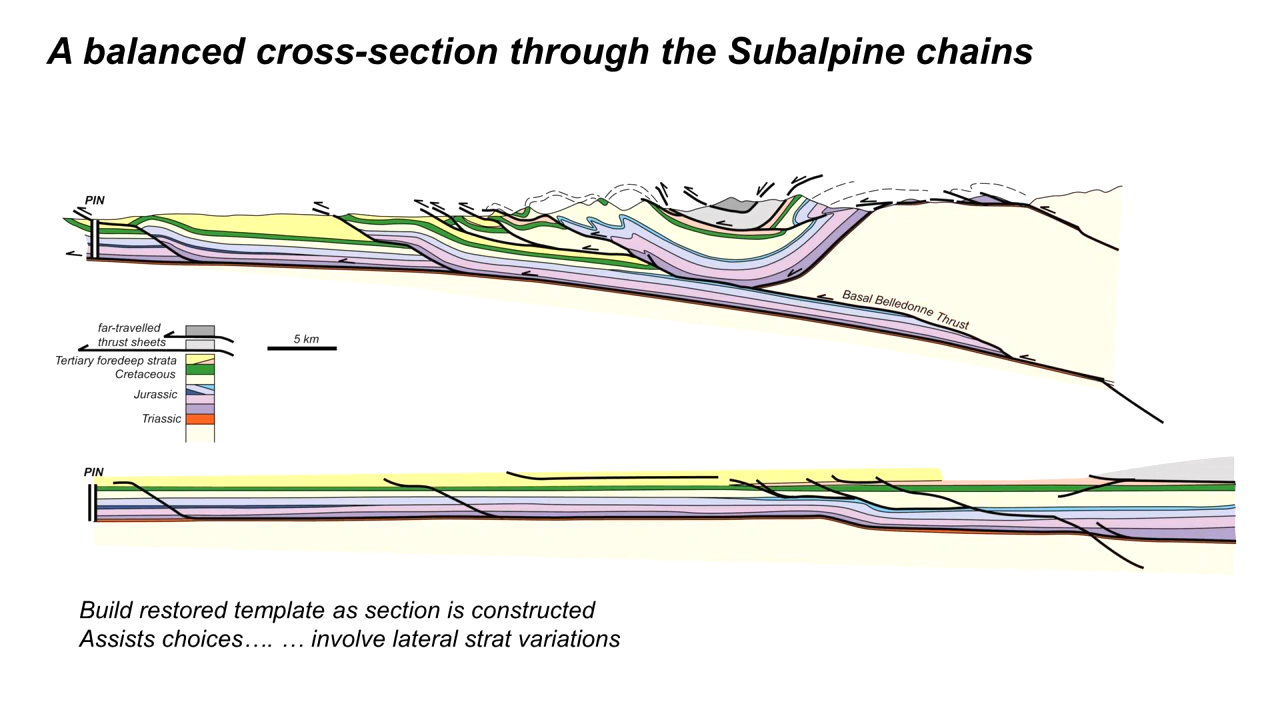 A balanced cross-section through the Subalpine chains
PIN
Basal Belledonne Thrust
far-travelled
thrust sheets
5 km
Tertiary foredeep strata
Cretaceous
Jurassic
Triassic
PIN
Build restored template as section is constructed
Assists choices…. … involve lateral strat variations